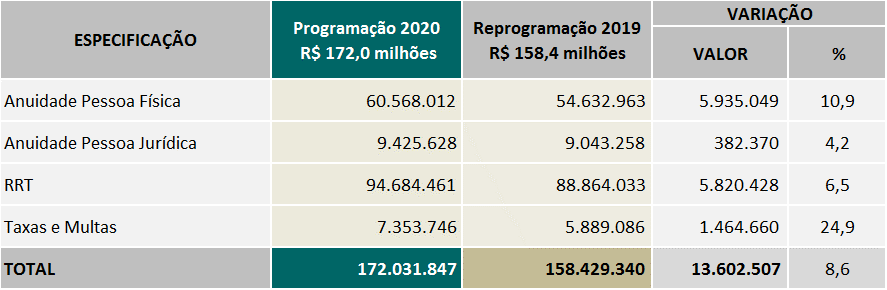 ESPECIFICAÇÃO Programação 2020 Reprogramação 2019 VARIAÇÃO
R$ 172,0 milhões R$ 158,4 milhões VALOR %
Anuidade Pessoa Física 60.568.012 54.632.963 5.935.049 10,9
Anuidade Pessoa Jurídica 9.425.628 9.043.258 382.370 4,2
RRT 94.684.461 88.864.033 5.820.428 6,5
Taxas e Multas 7.353.746 5.889.086 1.464.660 24,9
TOTAL 172.031.847 158.429.340 13.602.507 8,6